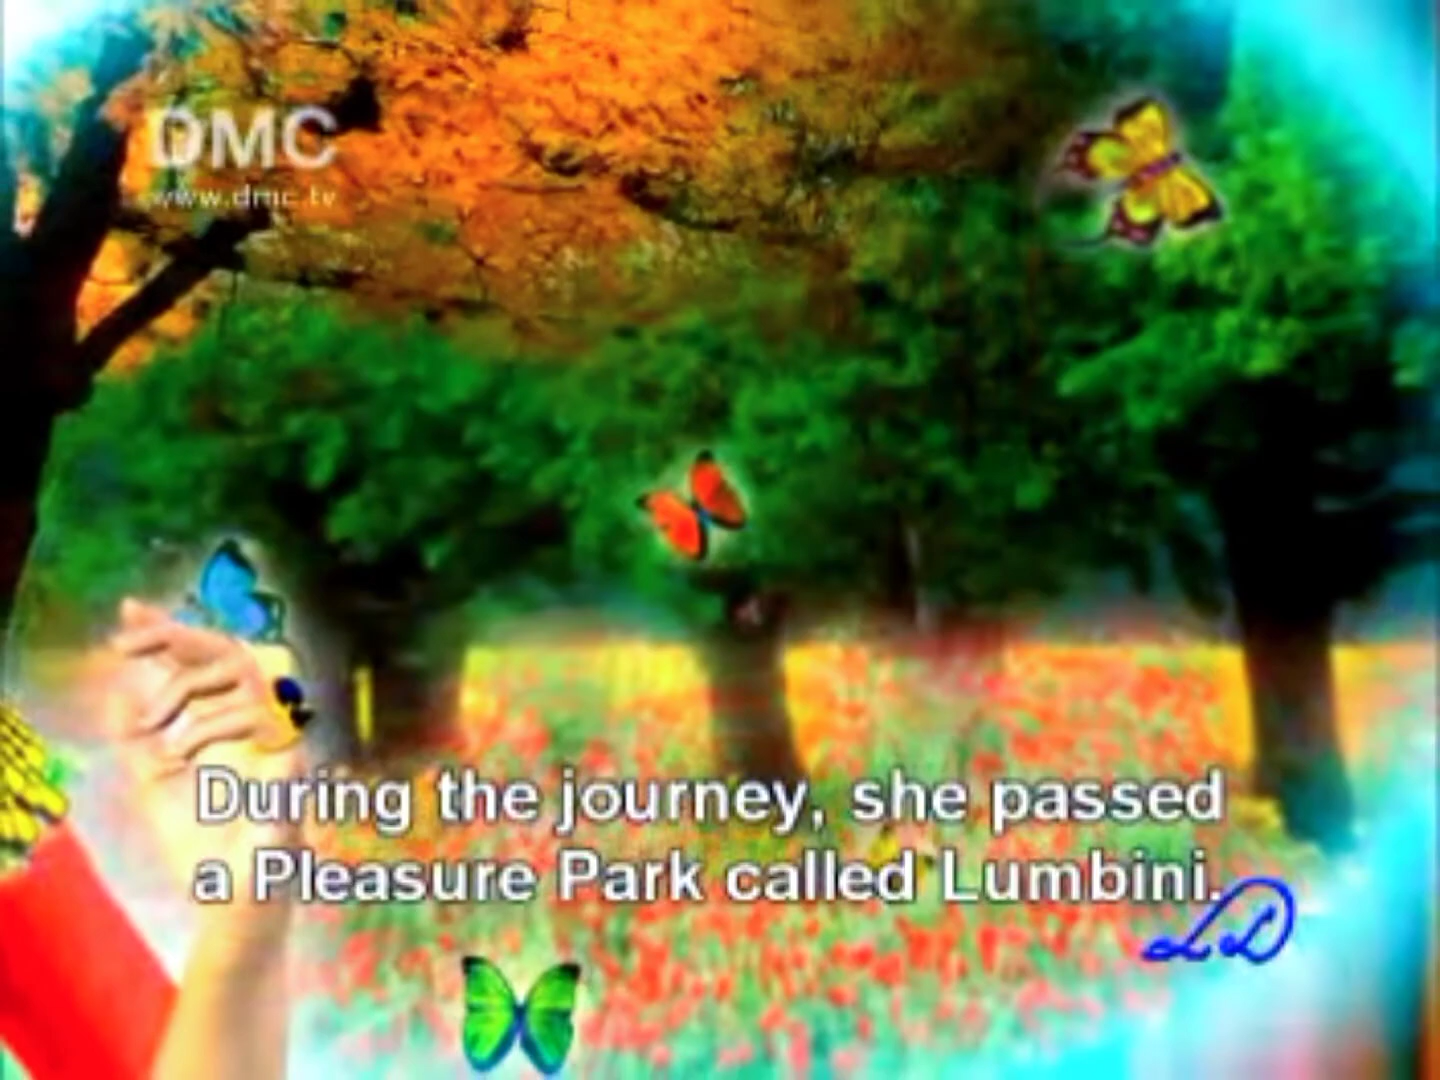 DMC
www.dmc.tv
During the journey, she passed
a Pleasure Park called Lumbini.